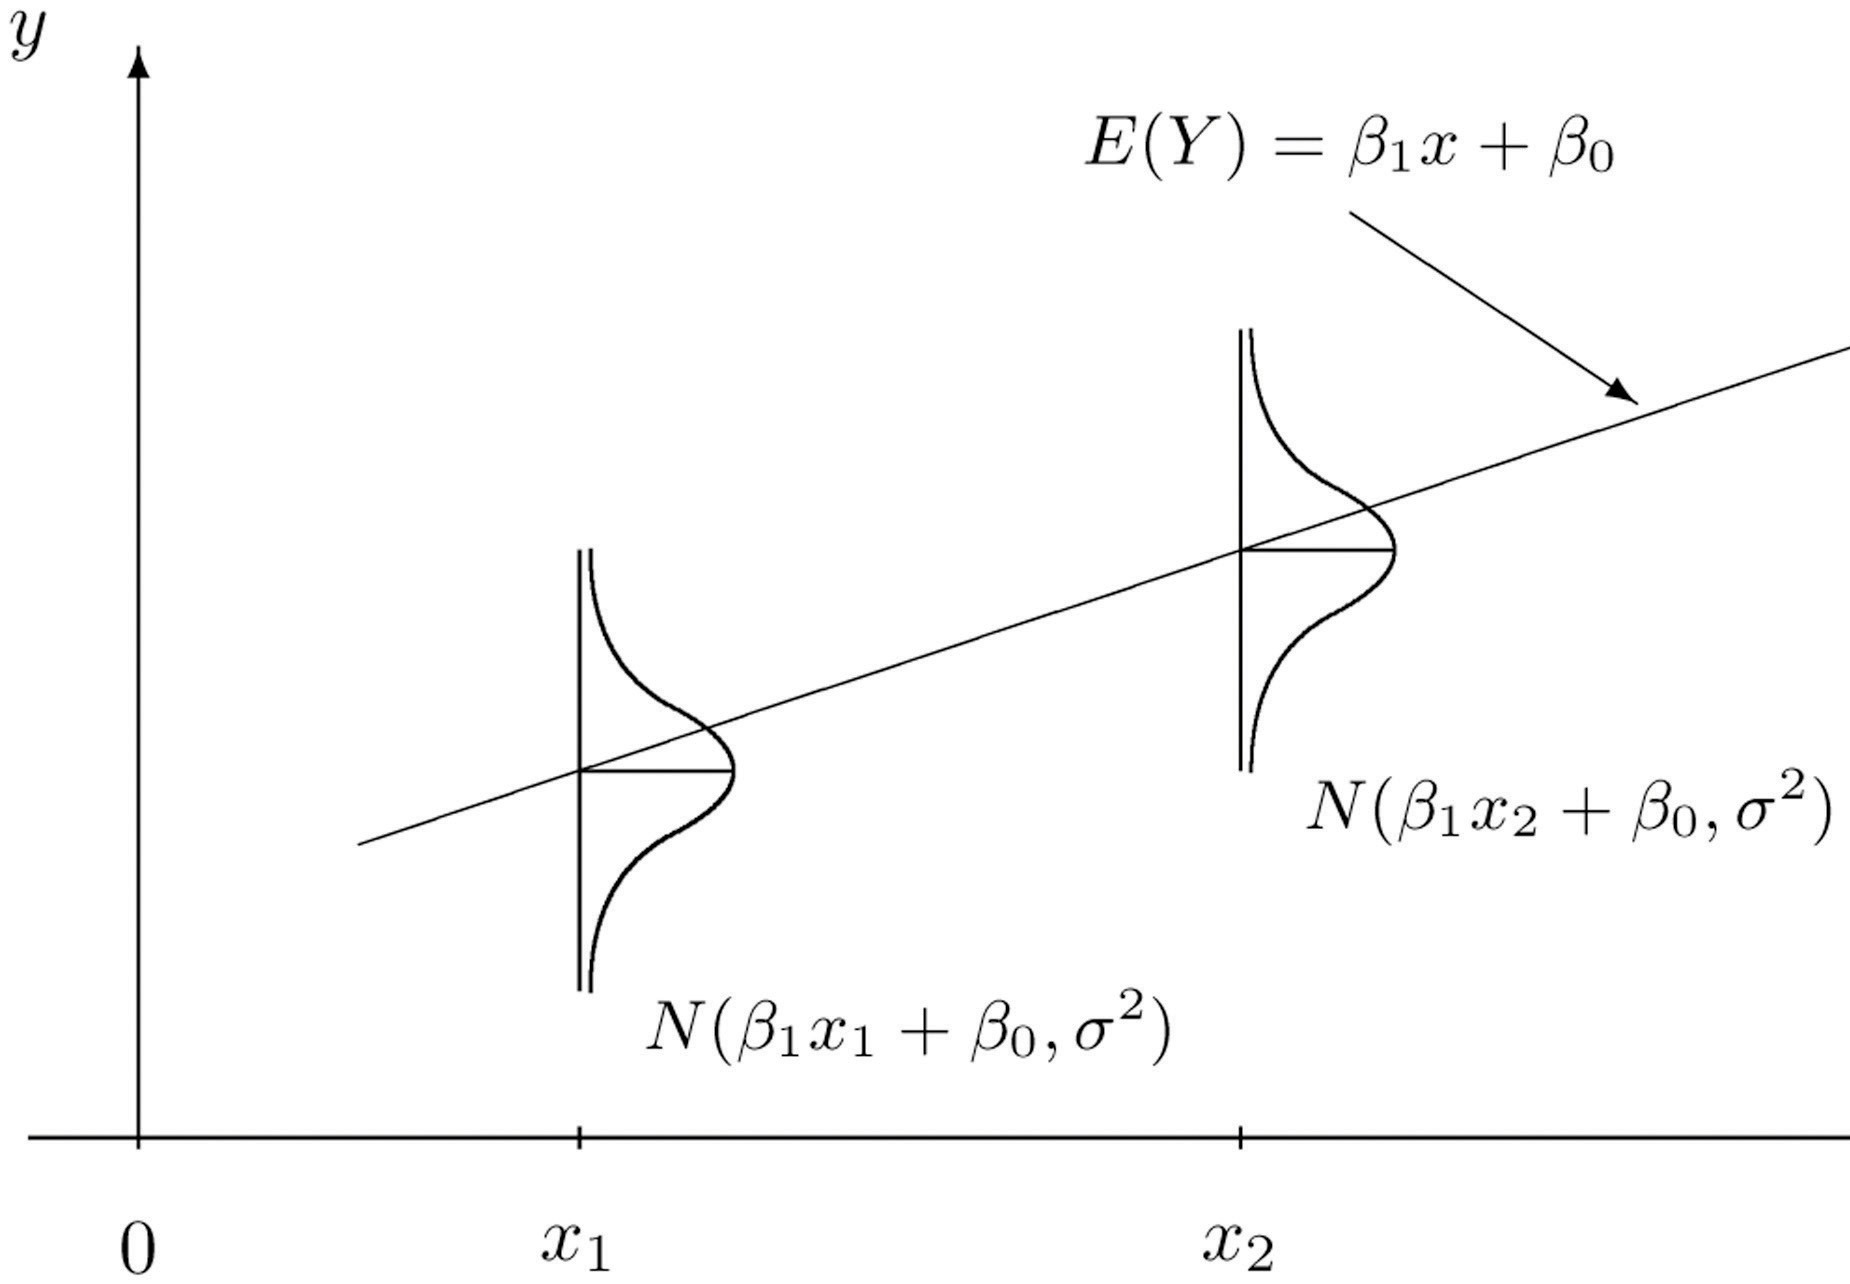 y
E(Y) = β₁x + β₀
N(β₁x₂ + β₀, σ²)
N(β₁x₁ + β₀, σ²)
0 x₁ x₂